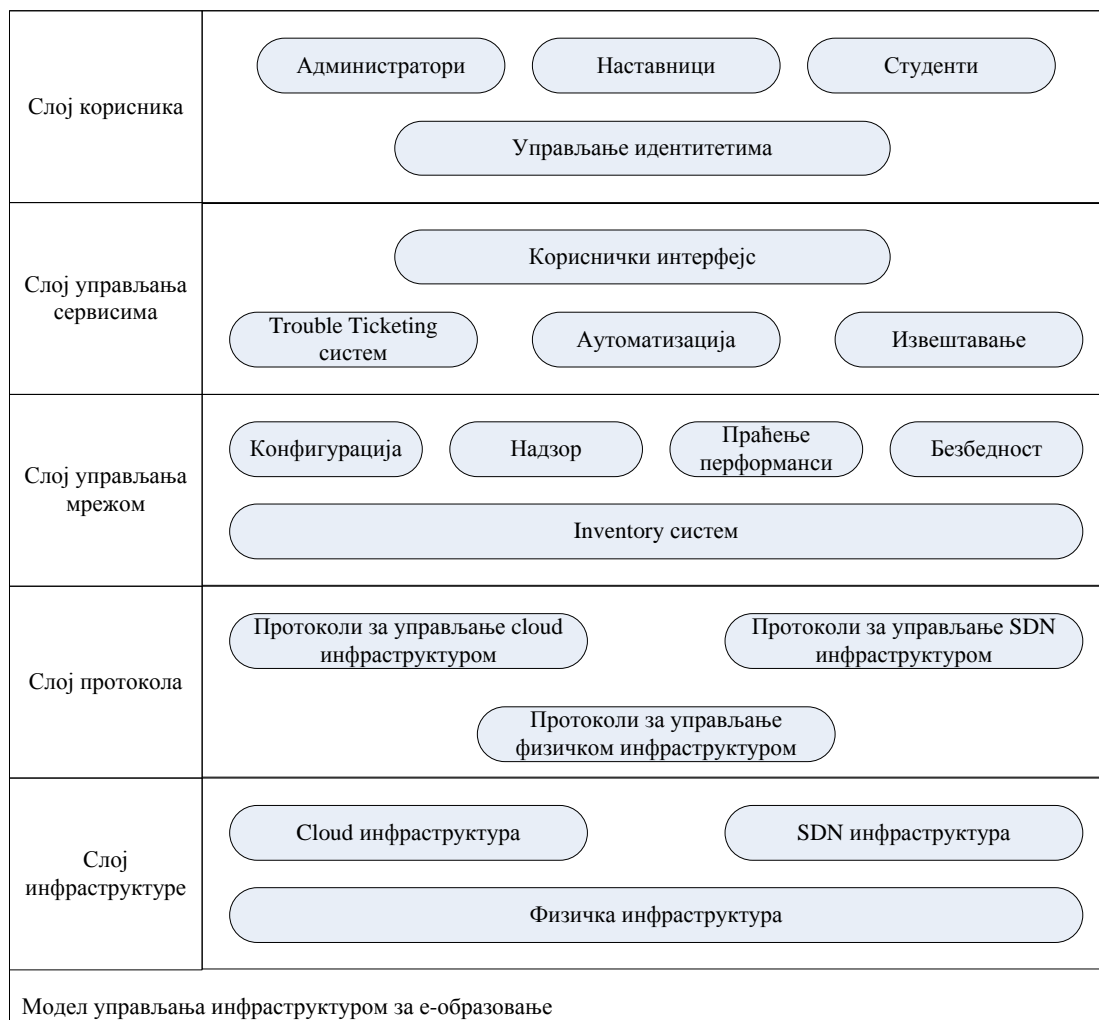 Слој корисника
Администратори
Наставници
Студенти
Управљање идентитетима
Слој управљања
сервисима
Кориснички интерфејс
Trouble Ticketing
систем
Аутоматизација
Извештавање
Слој управљања
мрежом
Конфигурација
Надзор
Праћење
перформанси
Безбедност
Inventory систем
Слој протокола
Протоколи за управљање cloud
инфраструктуром
Протоколи за управљање SDN
инфраструктуром
Протоколи за управљање
физичком инфраструктуром
Слој
инфраструктуре
Cloud инфраструктура
SDN инфраструктура
Физичка инфраструктура
Модел управљања инфраструктуром за е-образовање